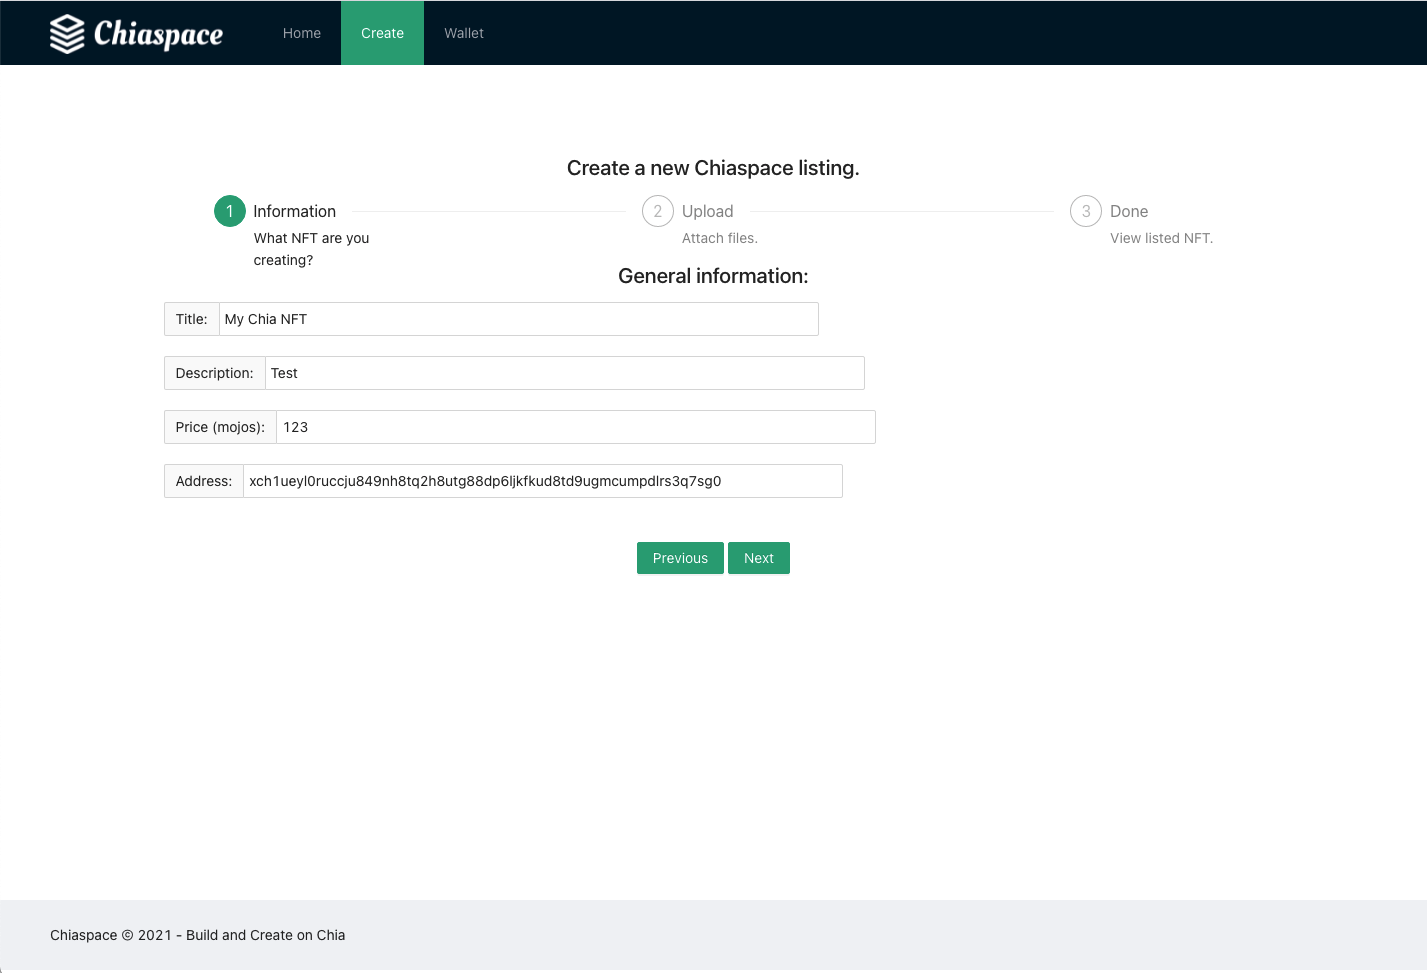 Chiaspace
Home
Create
Wallet
Create a new Chiaspace listing.
1 Information
What NFT are you
creating?
2 Upload
Attach files.
3 Done
View listed NFT.
General information:
Title: My Chia NFT
Description: Test
Price (mojos): 123
Address: xch1ueyl0ruccju849nh8tq2h8utg88dp6ljkfkud8td9ugmcumpdlrs3q7sg0
Previous
Next
Chiaspace © 2021 - Build and Create on Chia